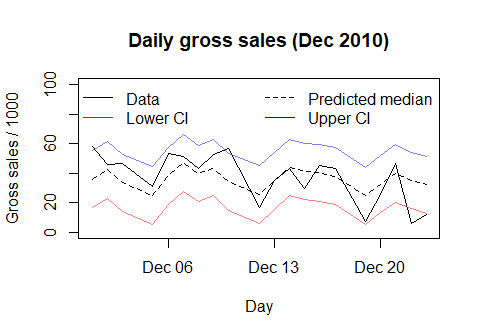 Daily gross sales (Dec 2010)
Gross sales / 1000
100
60
20
0
Data
Predicted median
Lower CI
Upper CI
Dec 06
Dec 13
Dec 20
Day